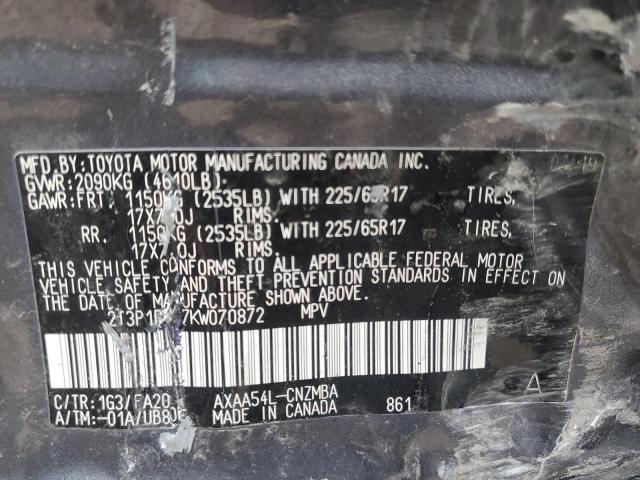 MFD.BY: TOYOTA MOTOR MANUFACTURING CANADA INC.
GVWR: 2090KG (4610LB)
GAWR: FRT. 1150KG (2535LB) WITH 225/65R17 TIRES,
17X7.0J RIMS.
RR. 1150KG (2535LB) WITH 225/65R17 TIRES,
17X7.0J RIMS.
THIS VEHICLE CONFORMS TO ALL APPLICABLE FEDERAL MOTOR
VEHICLE SAFETY AND THEFT PREVENTION STANDARDS IN EFFECT ON
THE DATE OF MANUFACTURE SHOWN ABOVE.
MPV
C/TR: 1G3/FA20 AXAA54L-CNZMBA
A/TM:-01A/UB80 MADE IN CANADA 861
A